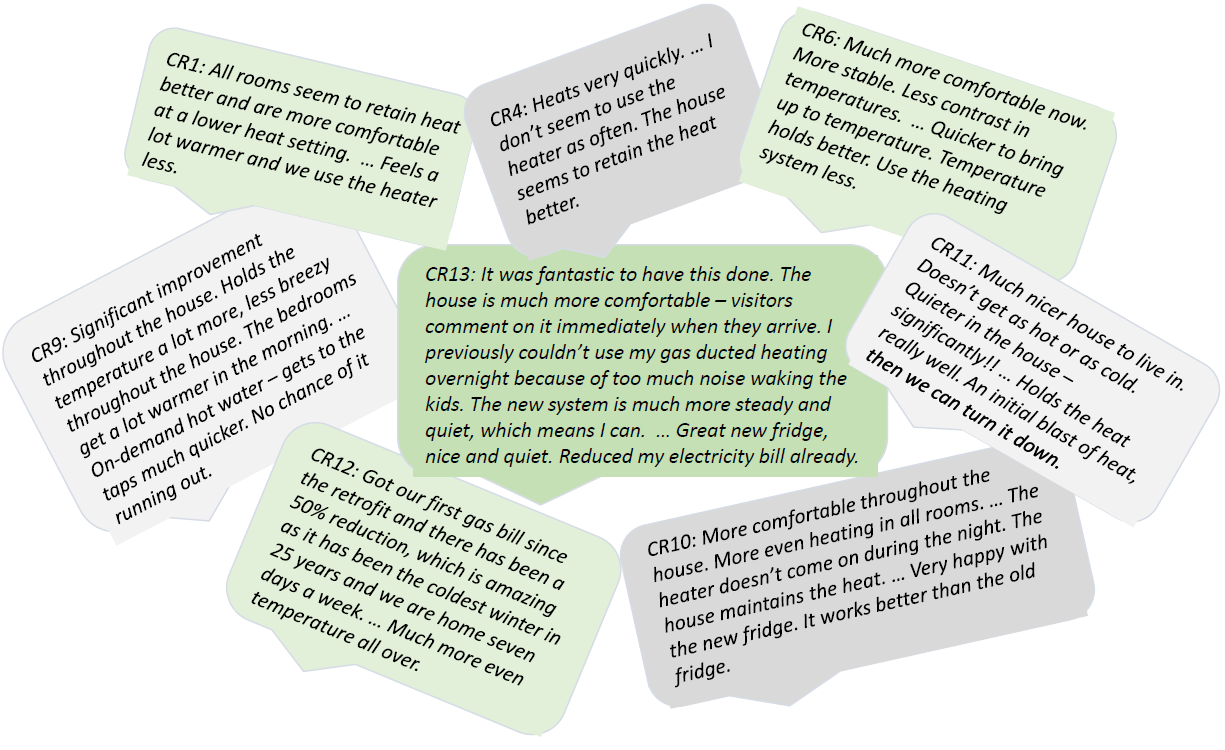 CR1: All rooms seem to retain heat
better and are more comfortable
at a lower heat setting. … Feels a
lot warmer and we use the heater
less.
CR4: Heats very quickly. … I
don’t seem to use the
heater as often. The house
seems to retain the heat
better.
CR6: Much more comfortable now.
More stable. Less contrast in
temperatures. … Quicker to bring
up to temperature. Temperature
holds better. Use the heating
system less.
CR9: Significant improvement
throughout the house. Holds the
temperature a lot more, less breezy
throughout the house. The bedrooms
get a lot warmer in the morning. …
On-demand hot water – gets to the
taps much quicker. No chance of it
running out.
CR13: It was fantastic to have this done. The
house is much more comfortable – visitors
comment on it immediately when they arrive. I
previously couldn’t use my gas ducted heating
overnight because of too much noise waking the
kids. The new system is much more steady and
quiet, which means I can. … Great new fridge,
nice and quiet. Reduced my electricity bill already.
CR11: Much nicer house to live in.
Doesn’t get as hot or as cold.
Quieter in the house –
significantly!! … Holds the heat
really well. An initial blast of heat,
then we can turn it down.
CR12: Got our first gas bill since
the retrofit and there has been a
50% reduction, which is amazing
as it has been the coldest winter in
25 years and we are home seven
days a week. … Much more even
temperature all over.
CR10: More comfortable throughout the
house. More even heating in all rooms. … The
heater doesn’t come on during the night. The
house maintains the heat. … Very happy with
the new fridge. It works better than the old
fridge.